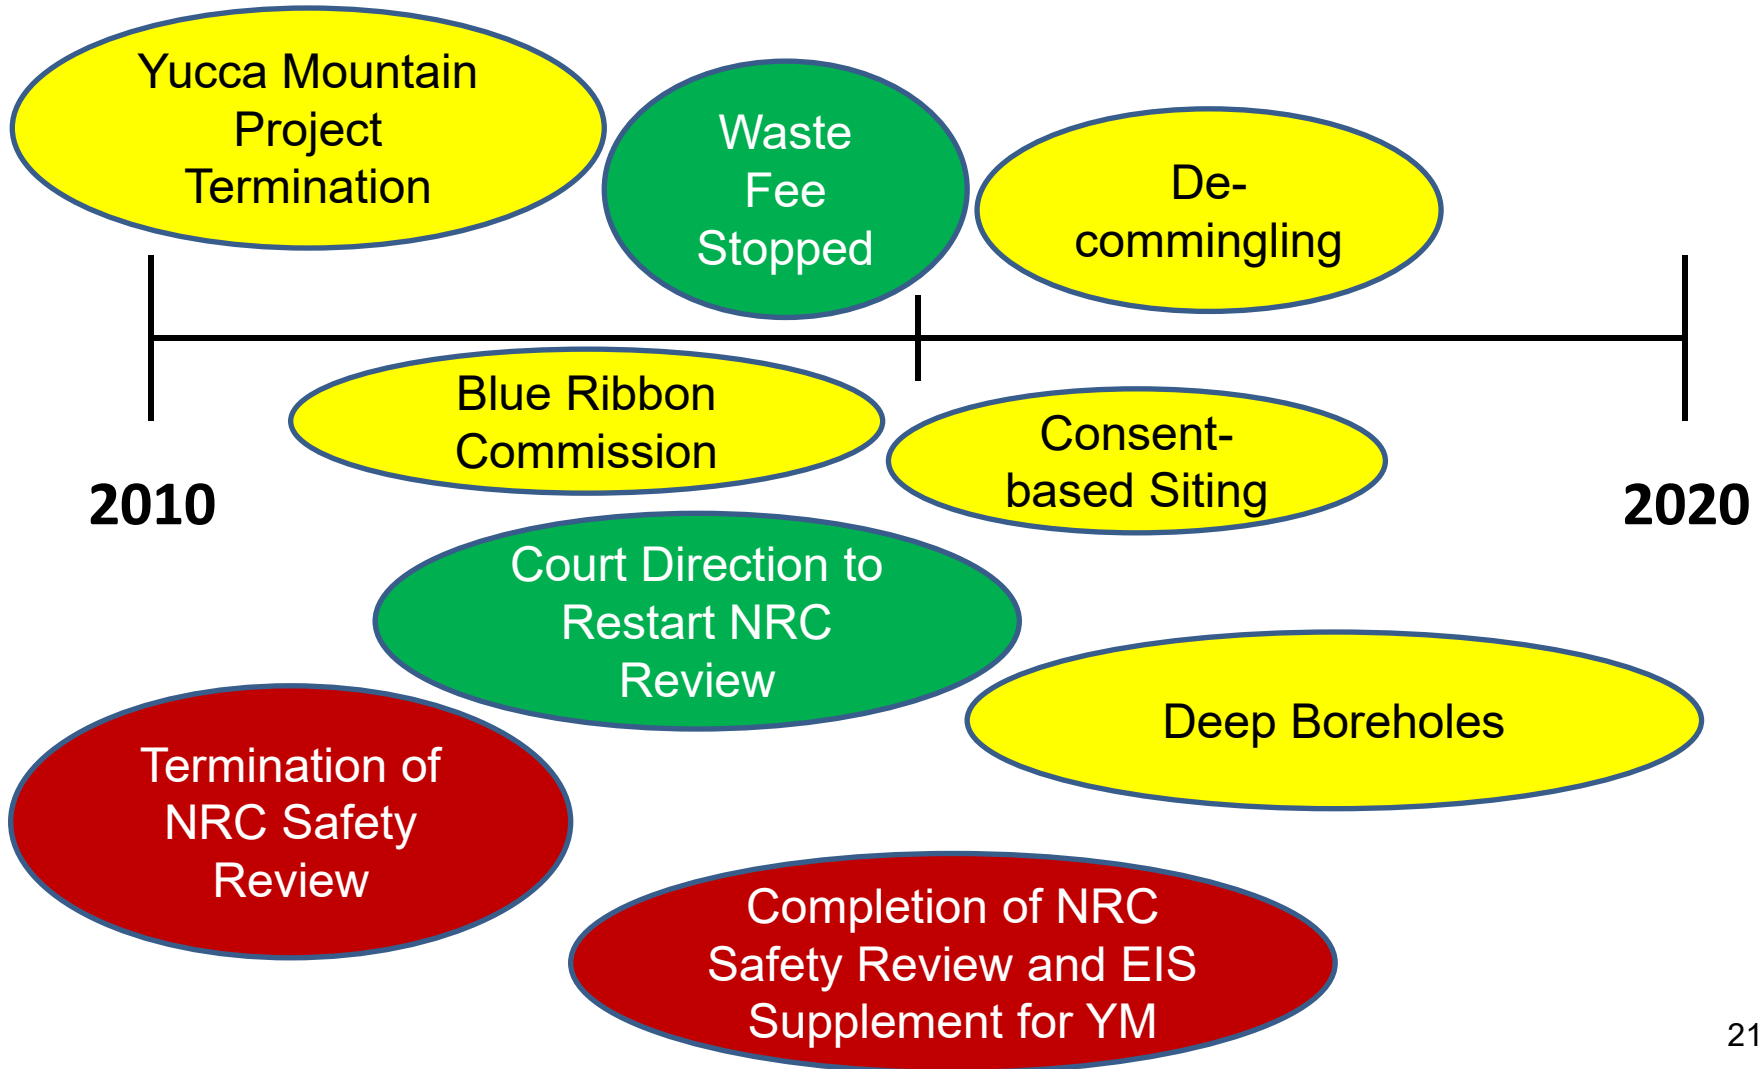 Yucca Mountain
Project
Termination
Waste
Fee
Stopped
De-
commingling
Blue Ribbon
Commission
Consent-
based Siting
2010
2020
Court Direction to
Restart NRC
Review
Deep Boreholes
Termination of
NRC Safety
Review
Completion of NRC
Safety Review and EIS
Supplement for YM
21